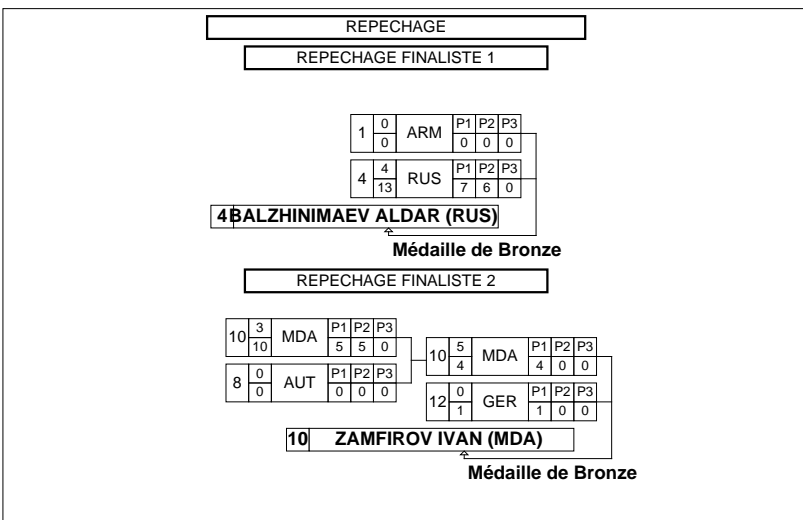 REPECHAGE
REPECHAGE FINALISTE 1
1 0 0 ARM P1 P2 P3 0 0 0
4 4 13 RUS P1 P2 P3 7 6 0
4 BALZHINIMAEV ALDAR (RUS)
Médaille de Bronze
REPECHAGE FINALISTE 2
10 3 10 MDA P1 P2 P3 5 5 0
8 0 0 AUT P1 P2 P3 0 0 0
10 5 4 MDA P1 P2 P3 4 0 0
12 0 1 GER P1 P2 P3 1 0 0
10 ZAMFIROV IVAN (MDA)
Médaille de Bronze